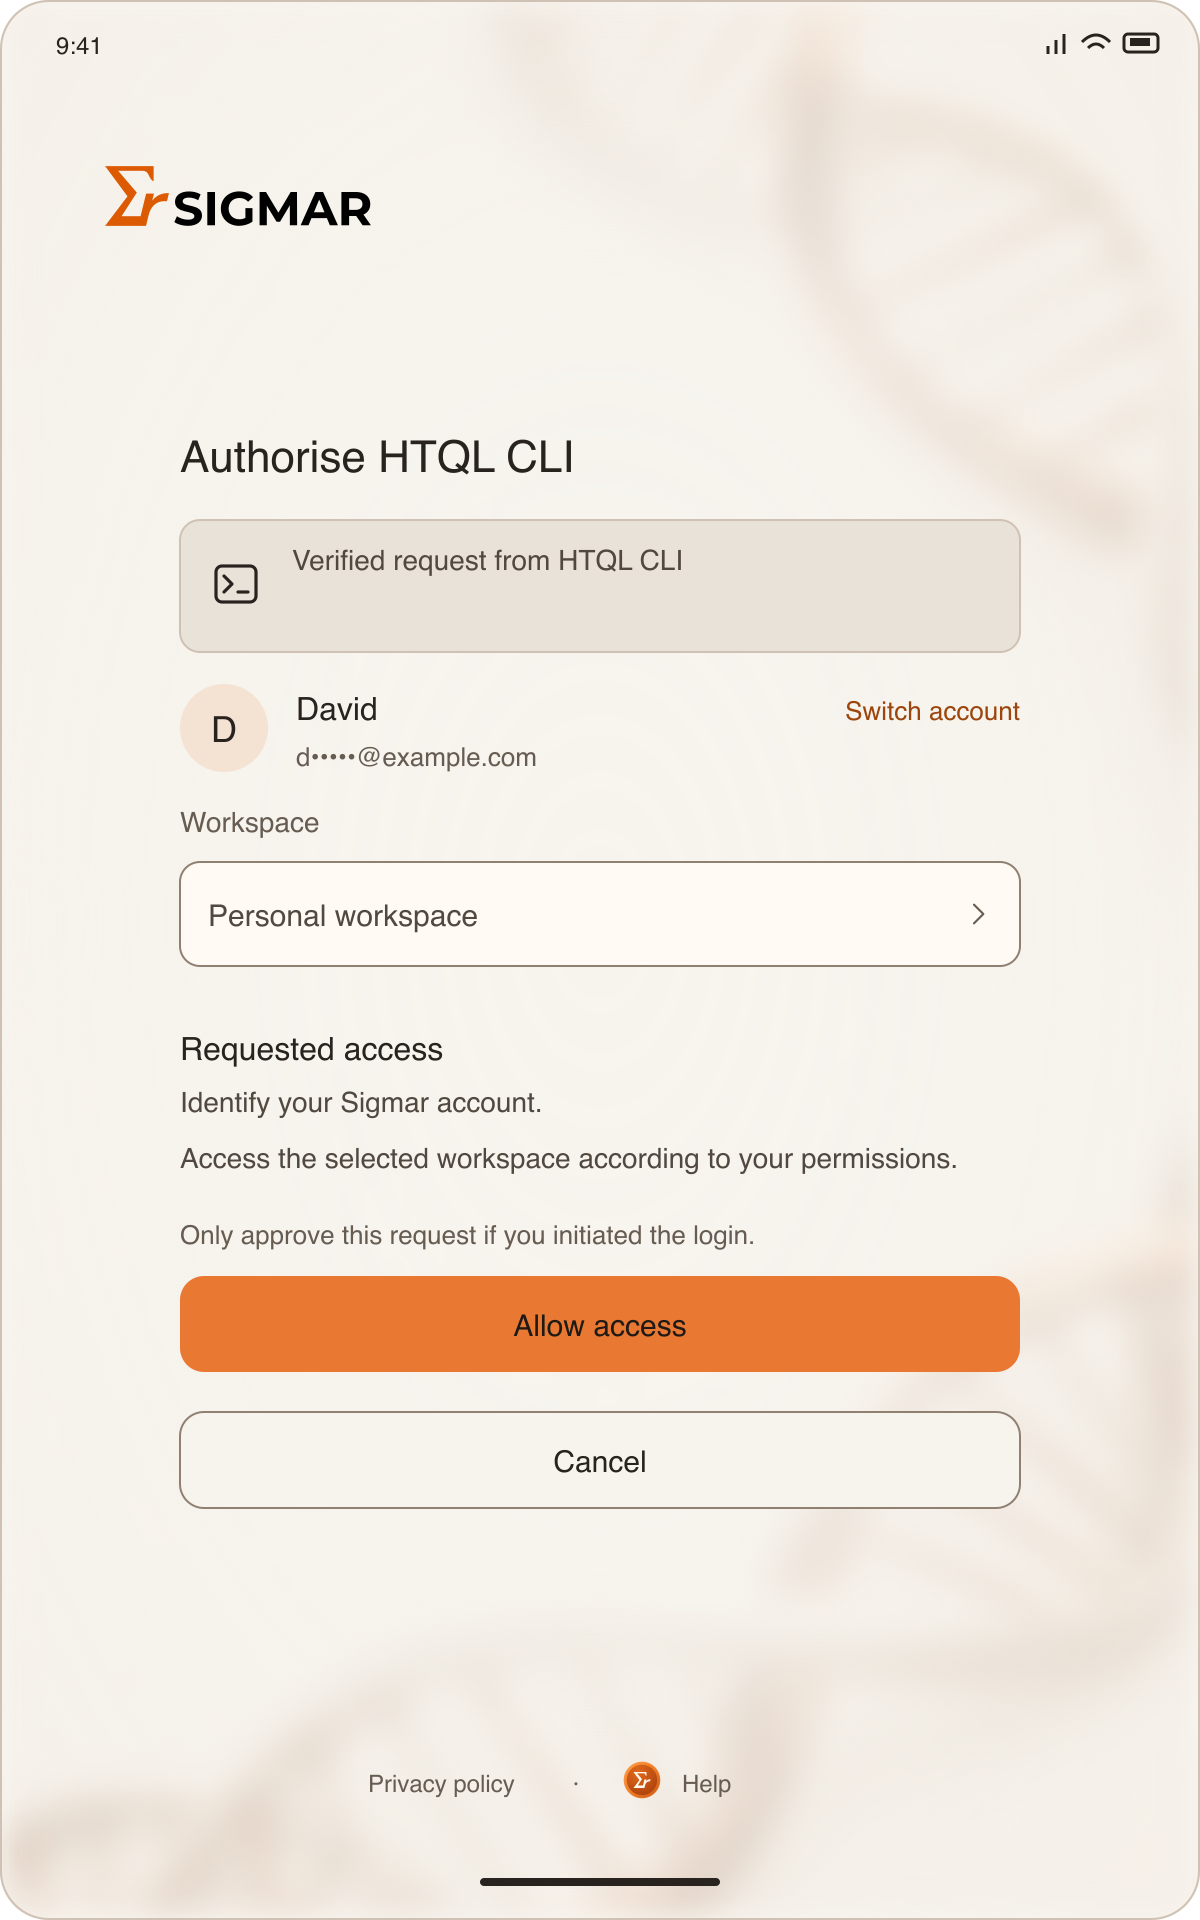 9:41
Σr SIGMAR
Authorise HTQL CLI
Verified request from HTQL CLI
D
David
Switch account
d•••••@example.com
Workspace
Personal workspace
Requested access
Identify your Sigmar account.
Access the selected workspace according to your permissions.
Only approve this request if you initiated the login.
Allow access
Cancel
Privacy policy · Σr Help